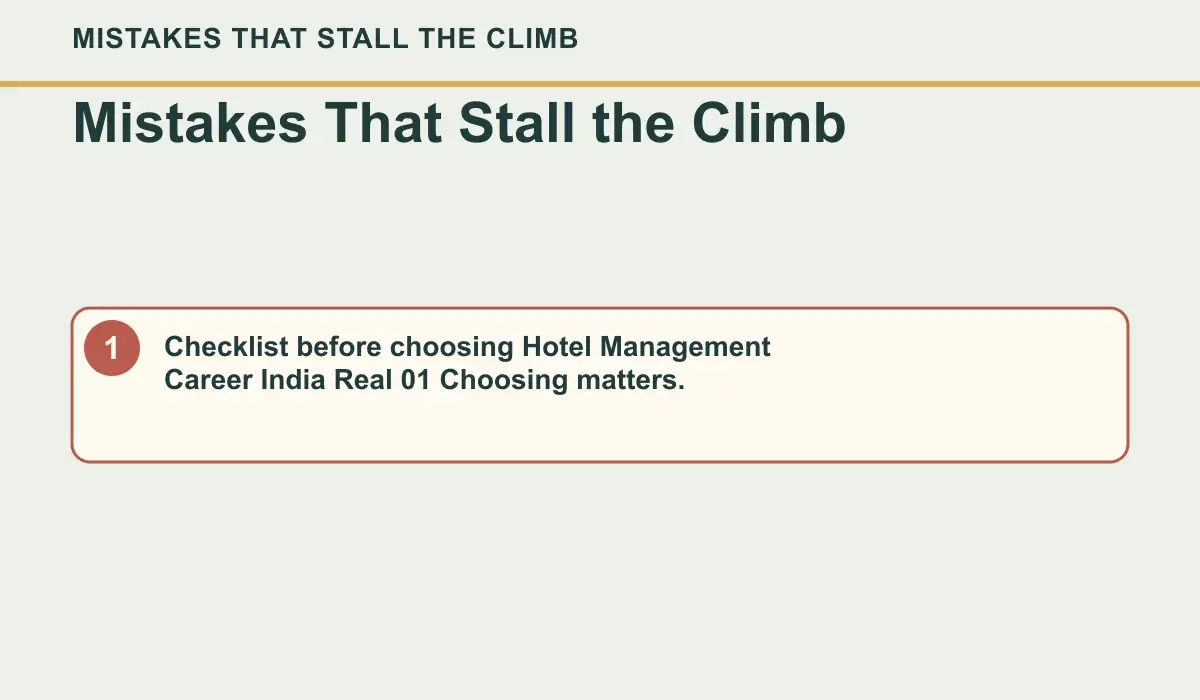 MISTAKES THAT STALL THE CLIMB
Mistakes That Stall the Climb
1
Checklist before choosing Hotel Management
Career India Real 01 Choosing matters.